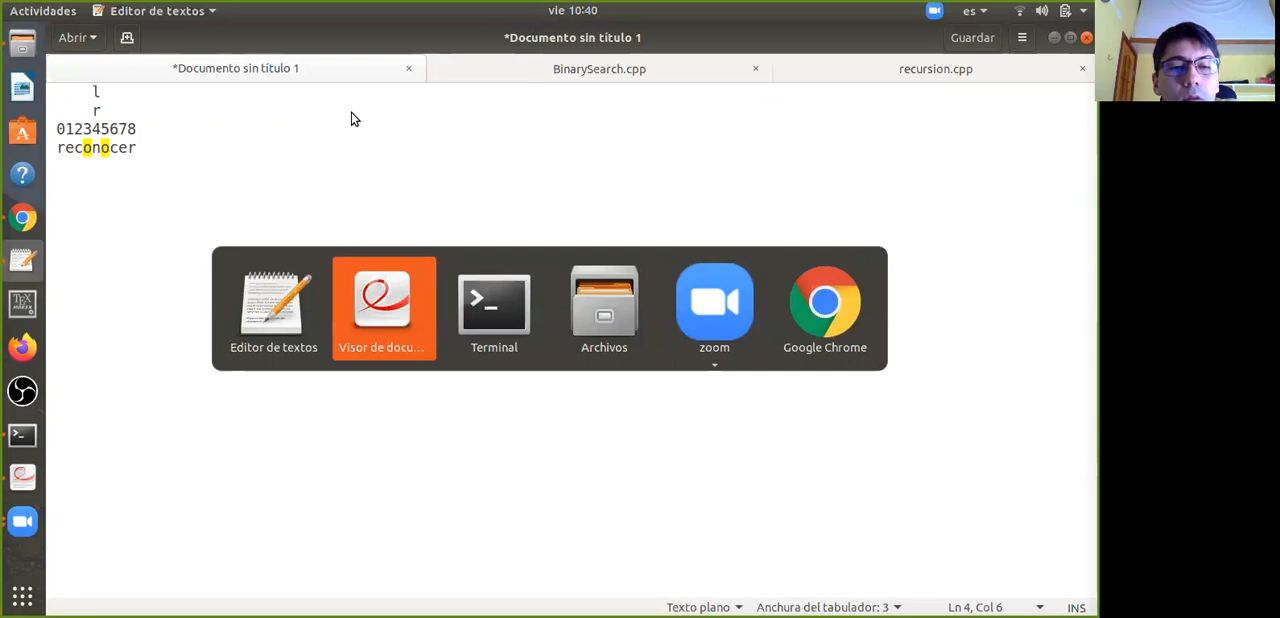 Actividades
Editor de textos
vie 10:40
es
Abrir
*Documento sin título 1
Guardar
*Documento sin título 1
BinarySearch.cpp
recursion.cpp
l
r
012345678
reconocer
Editor de textos
Visor de docu...
Terminal
Archivos
zoom
Google Chrome
Texto plano
Anchura del tabulador: 3
Ln 4, Col 6
INS